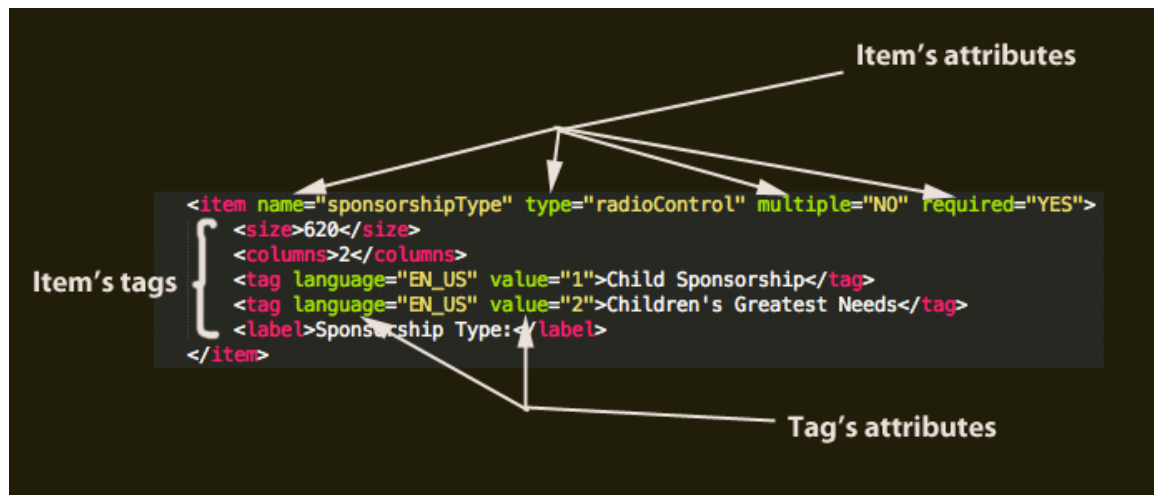 Item's attributes
<item name="sponsorshipType" type="radioControl" multiple="NO" required="YES">
<size>620</size>
<columns>2</columns>
Item's tags
<tag language="EN_US" value="1">Child Sponsorship</tag>
<tag language="EN_US" value="2">Children's Greatest Needs</tag>
<label>Sponsorship Type:</label>
</item>
Tag's attributes